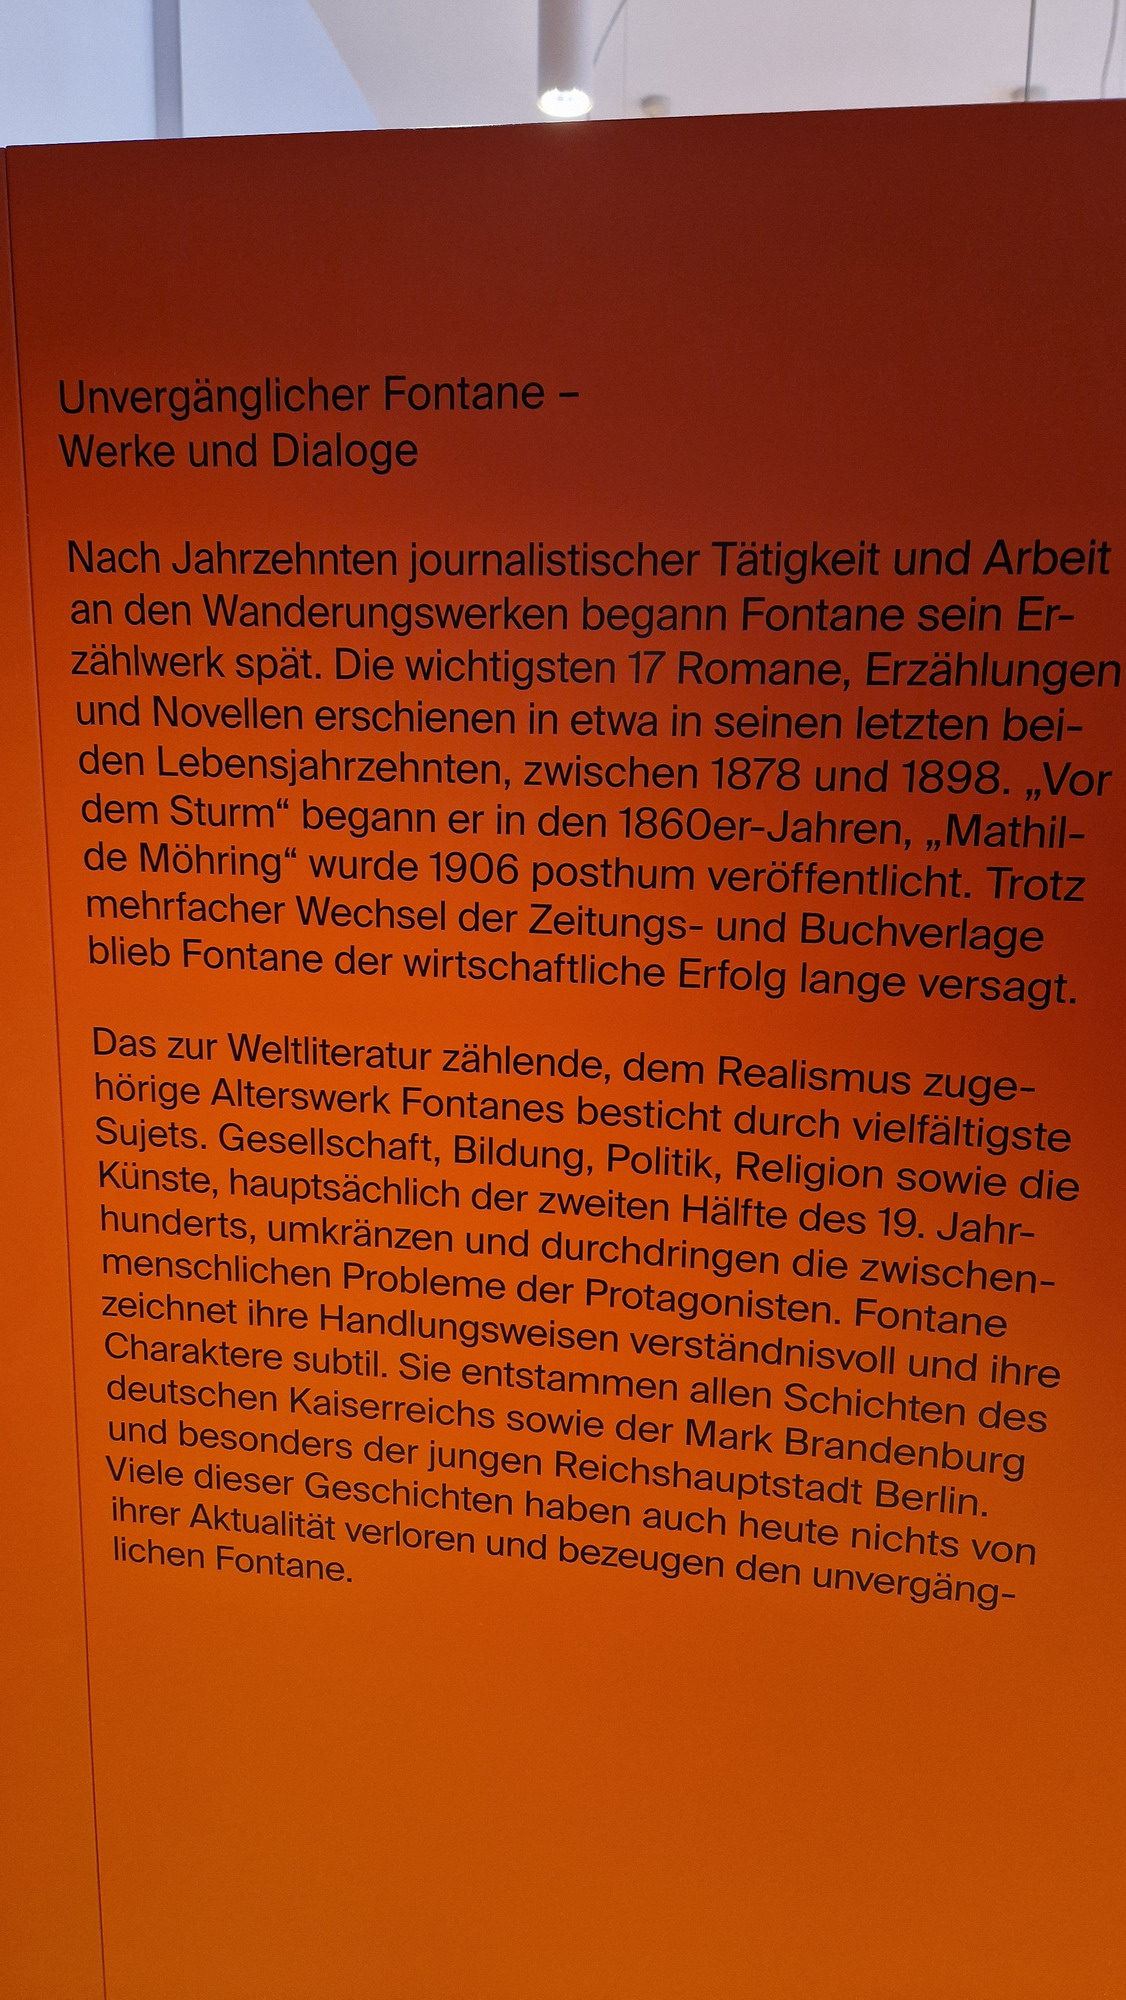 Unvergänglicher Fontane –
Werke und Dialoge
Nach Jahrzehnten journalistischer Tätigkeit und Arbeit
an den Wanderungswerken begann Fontane sein Er-
zählwerk spät. Die wichtigsten 17 Romane, Erzählungen
und Novellen erschienen in etwa in seinen letzten bei-
den Lebensjahrzehnten, zwischen 1878 und 1898. „Vor
dem Sturm“ begann er in den 1860er-Jahren, „Mathil-
de Möhring“ wurde 1906 posthum veröffentlicht. Trotz
mehrfacher Wechsel der Zeitungs- und Buchverlage
blieb Fontane der wirtschaftliche Erfolg lange versagt.
Das zur Weltliteratur zählende, dem Realismus zuge-
hörige Alterswerk Fontanes besticht durch vielfältigste
Sujets. Gesellschaft, Bildung, Politik, Religion sowie die
Künste, hauptsächlich der zweiten Hälfte des 19. Jahr-
hunderts, umkränzen und durchdringen die zwischen-
menschlichen Probleme der Protagonisten. Fontane
zeichnet ihre Handlungsweisen verständnisvoll und ihre
Charaktere subtil. Sie entstammen allen Schichten des
deutschen Kaiserreichs sowie der Mark Brandenburg
und besonders der jungen Reichshauptstadt Berlin.
Viele dieser Geschichten haben auch heute nichts von
ihrer Aktualität verloren und bezeugen den unvergäng-
lichen Fontane.